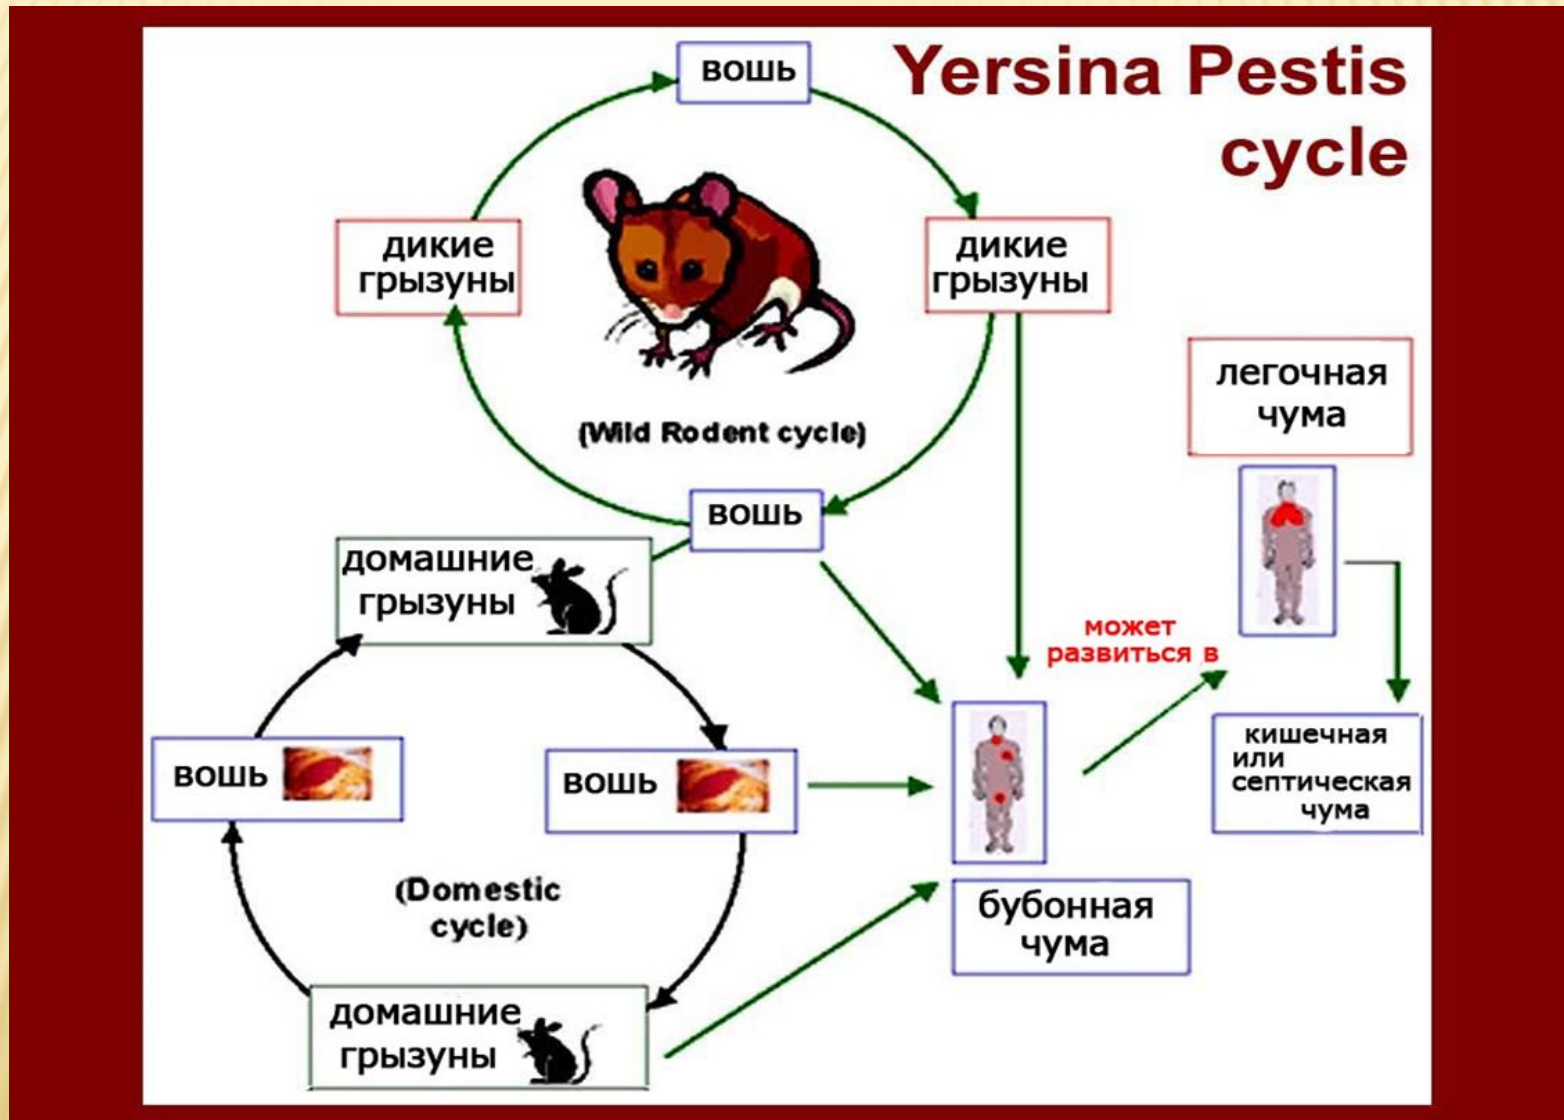 Yersina Pestis
cycle
вошь
дикие
грызуны
дикие
грызуны
(Wild Rodent cycle)
вошь
легочная
чума
домашние
грызуны
может
развиться в
вошь
вошь
кишечная
или
септическая
чума
(Domestic
cycle)
бубонная
чума
домашние
грызуны